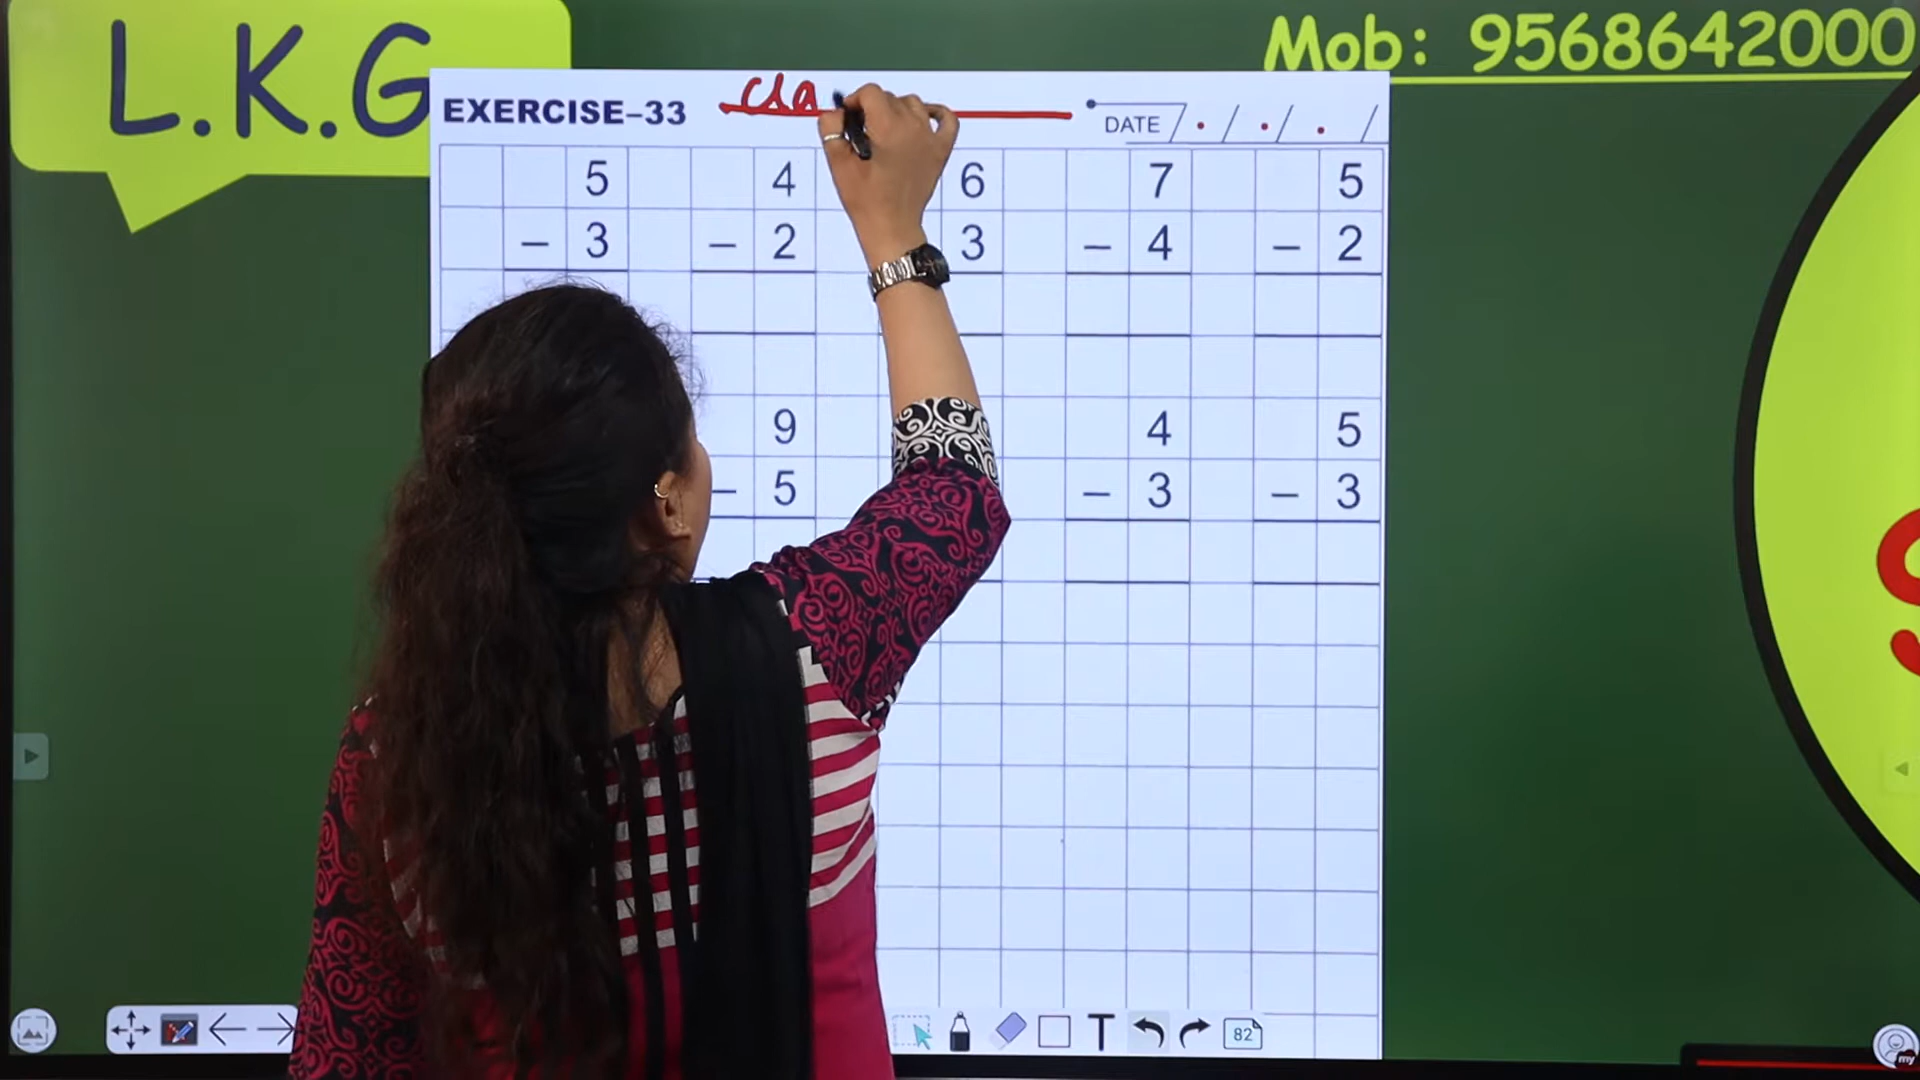 L.K.G
Mob: 9568642000
EXERCISE–33 cla
DATE / . / . / . /
5 4 6 7 5
– 3 – 2 3 – 4 – 2
9 4 5
– 5 – 3 – 3
T 82
my